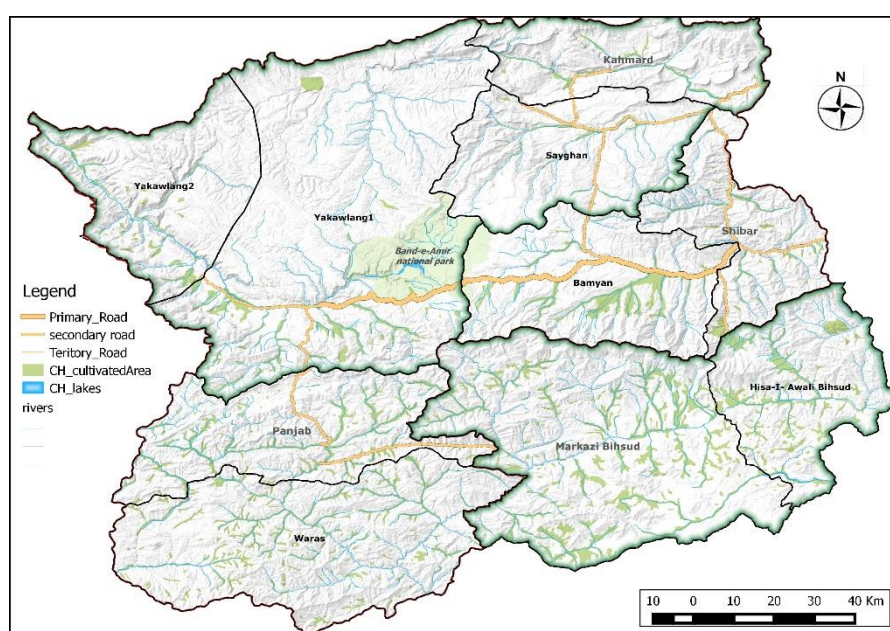 Kahmard
N
Sayghan
Yakawlang2
Yakawlang1
Band-e-Amir
national park
Shibar
Bamyan
Legend
Primary_Road
secondary road
Teritory_Road
CH_cultivatedArea
CH_lakes
rivers
Hisa-I- Awali Bihsud
Panjab
Markazi Bihsud
Waras
10 0 10 20 30 40 Km